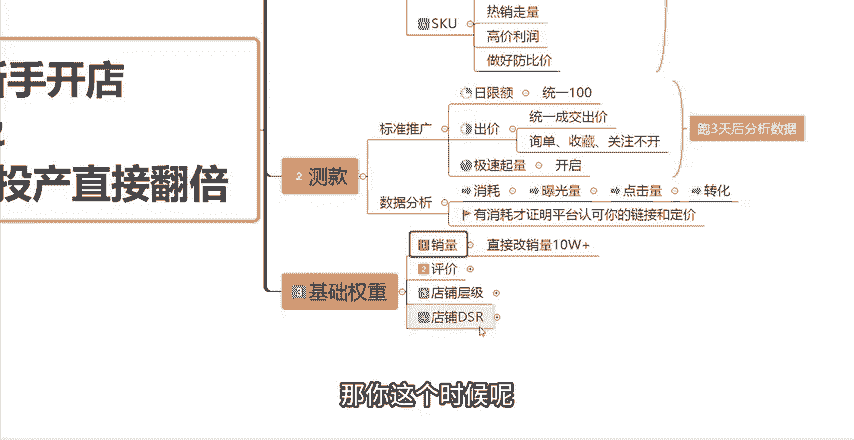 SKU
热销走量
高价利润
做好防比价
新手开店
投产直接翻倍
2 测款
标准推广
日限额
统一100
出价
统一成交出价
询单、收藏、关注不开
极速起量
开启
跑3天后分析数据
数据分析
消耗
曝光量
点击量
转化
有消耗才证明平台认可你的链接和定价
3 基础权重
1 销量
直接改销量10W+
2 评价
店铺层级
店铺DSR
那你这个时候呢